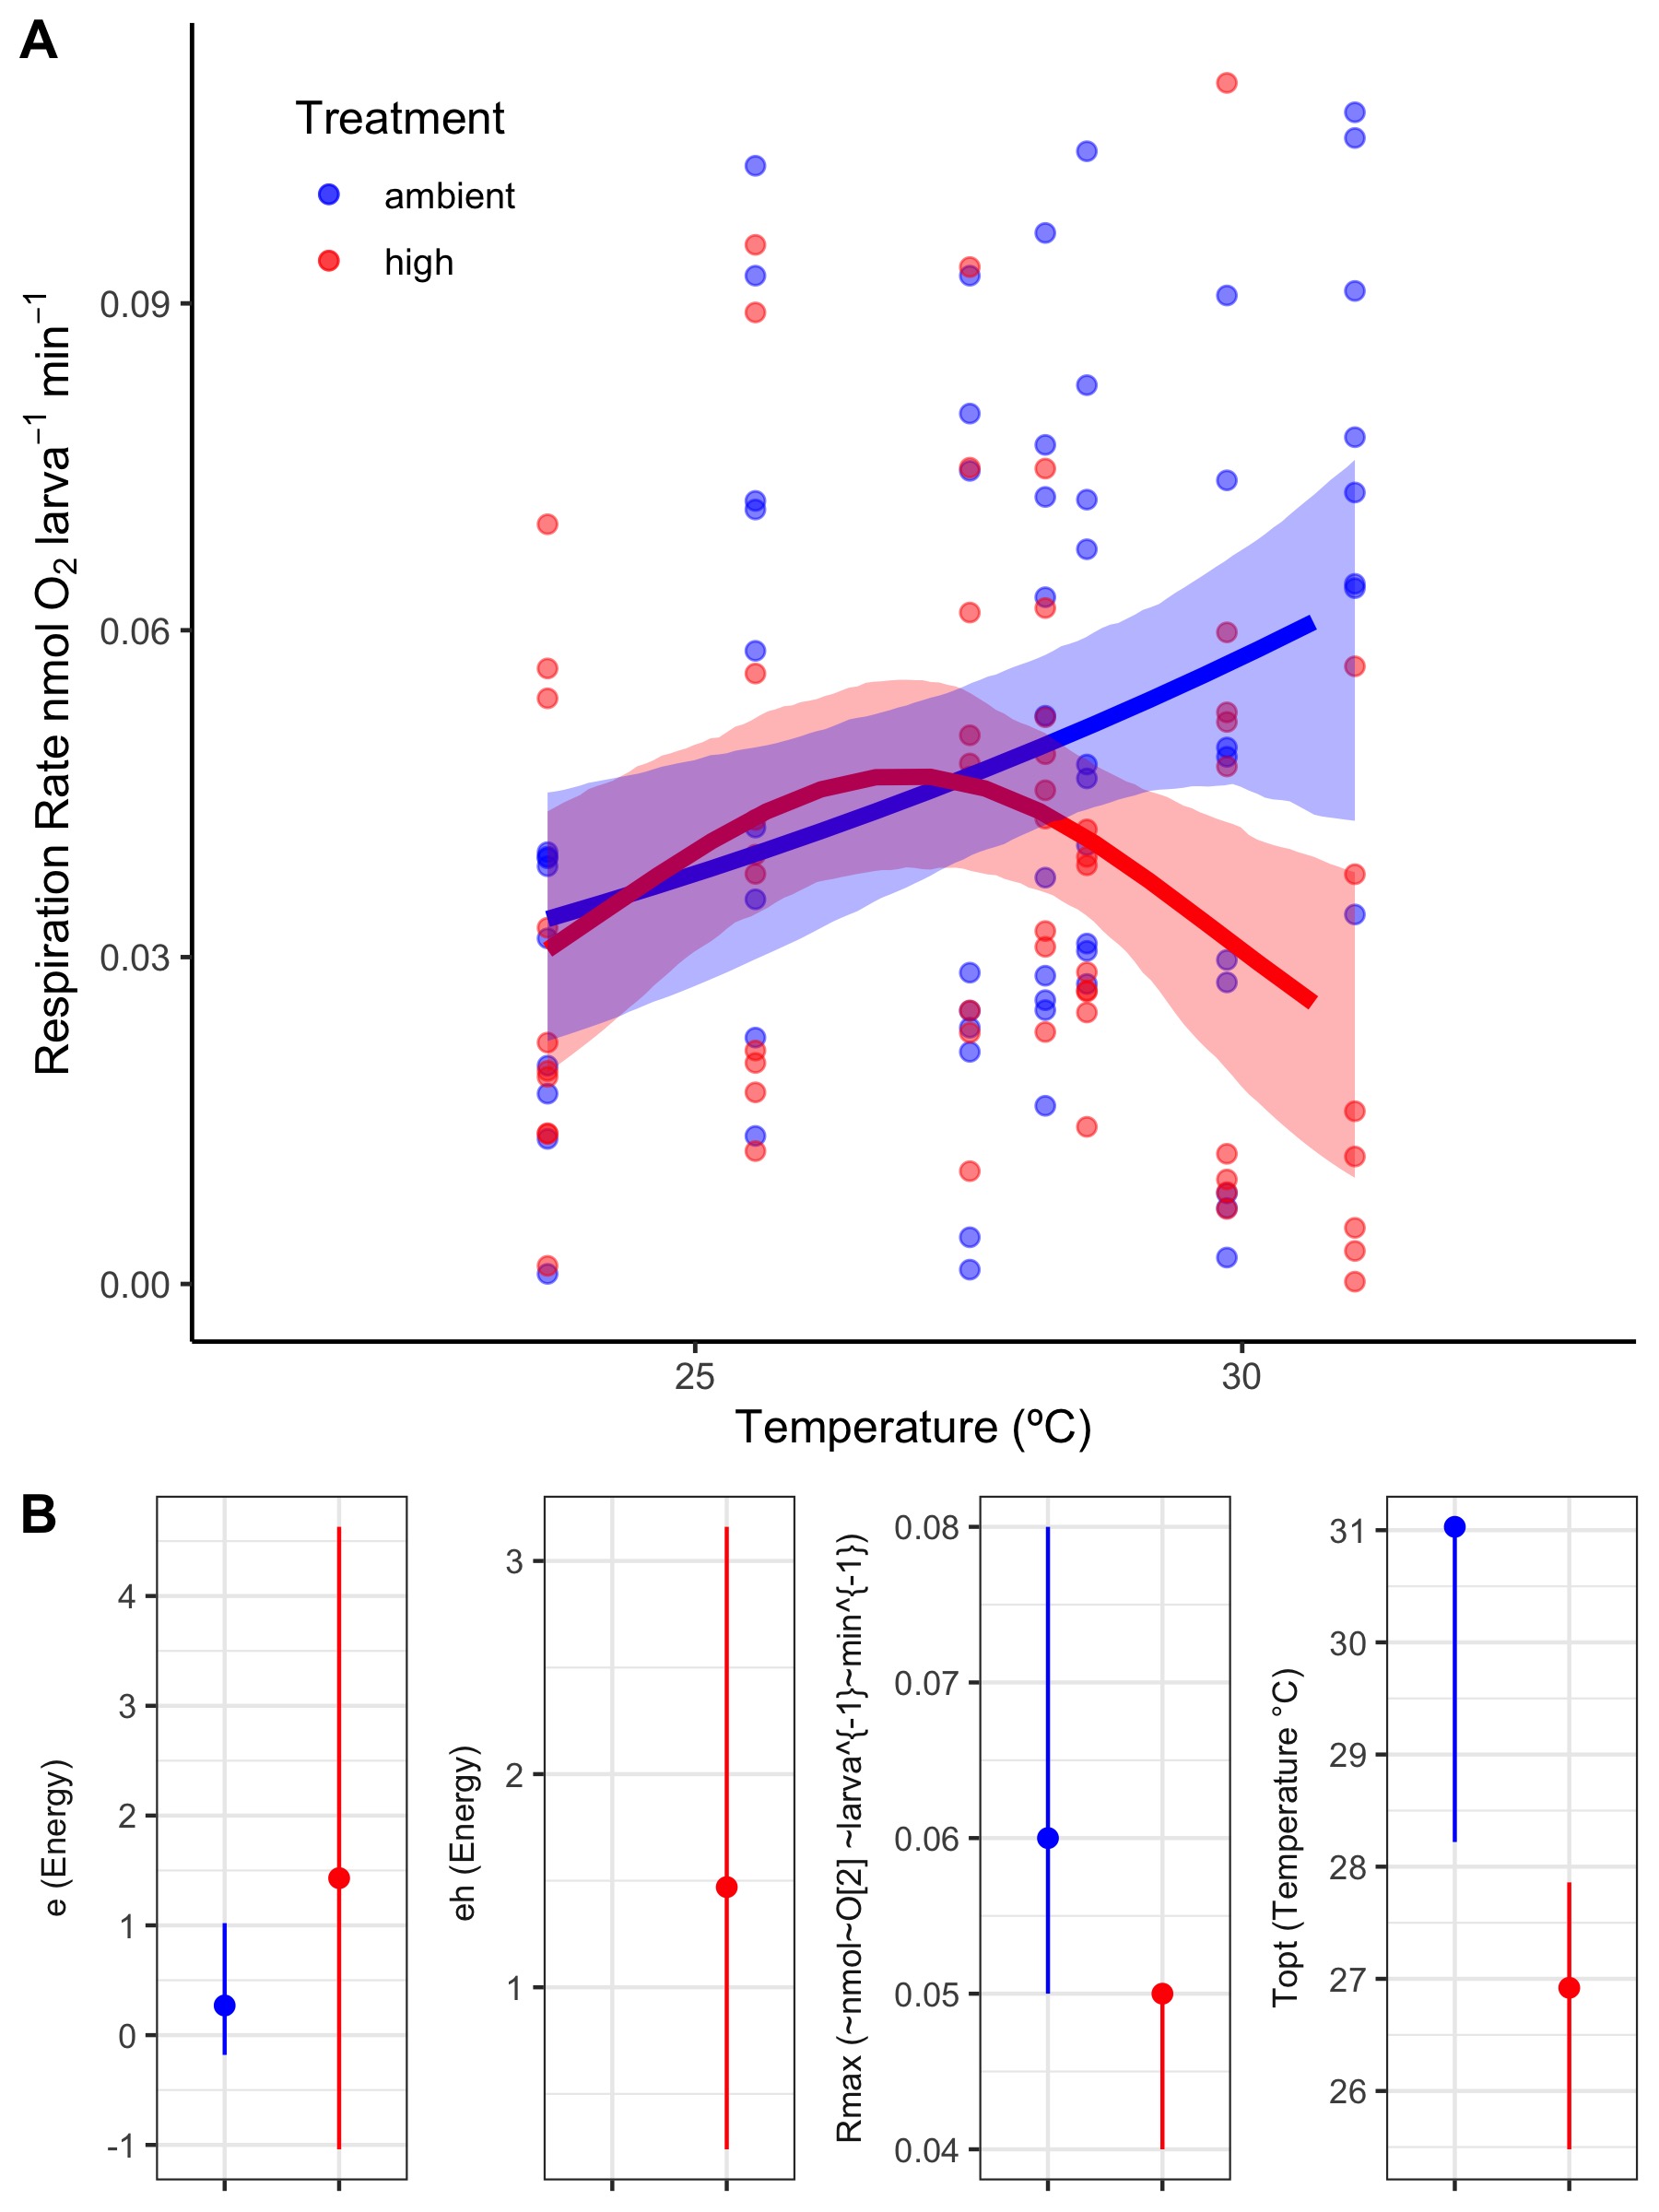 A
Treatment
ambient
high
Respiration Rate nmol O₂ larva⁻¹ min⁻¹
0.09
0.06
0.03
0.00
25 30
Temperature (ºC)
B
e (Energy)
4
3
2
1
0
-1
eh (Energy)
3
2
1
Rmax (~nmol~O[2] ~larva^{-1}~min^{-1})
0.08
0.07
0.06
0.05
0.04
Topt (Temperature °C)
31
30
29
28
27
26